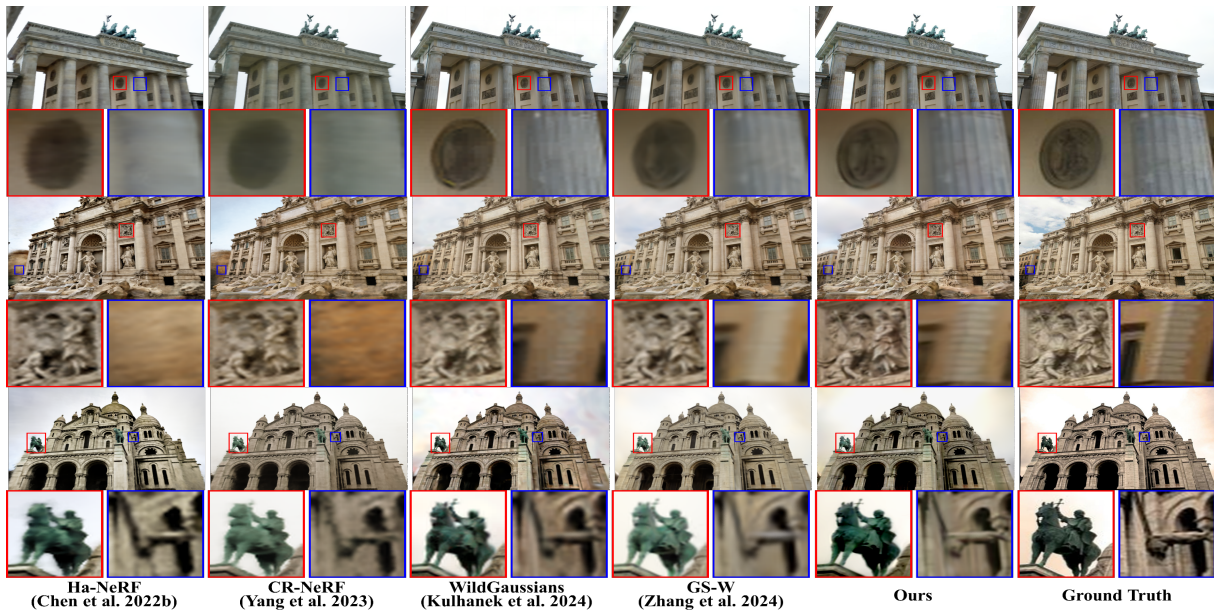 Ha-NeRF
(Chen et al. 2022b)
CR-NeRF
(Yang et al. 2023)
WildGaussians
(Kulhanek et al. 2024)
GS-W
(Zhang et al. 2024)
Ours
Ground Truth